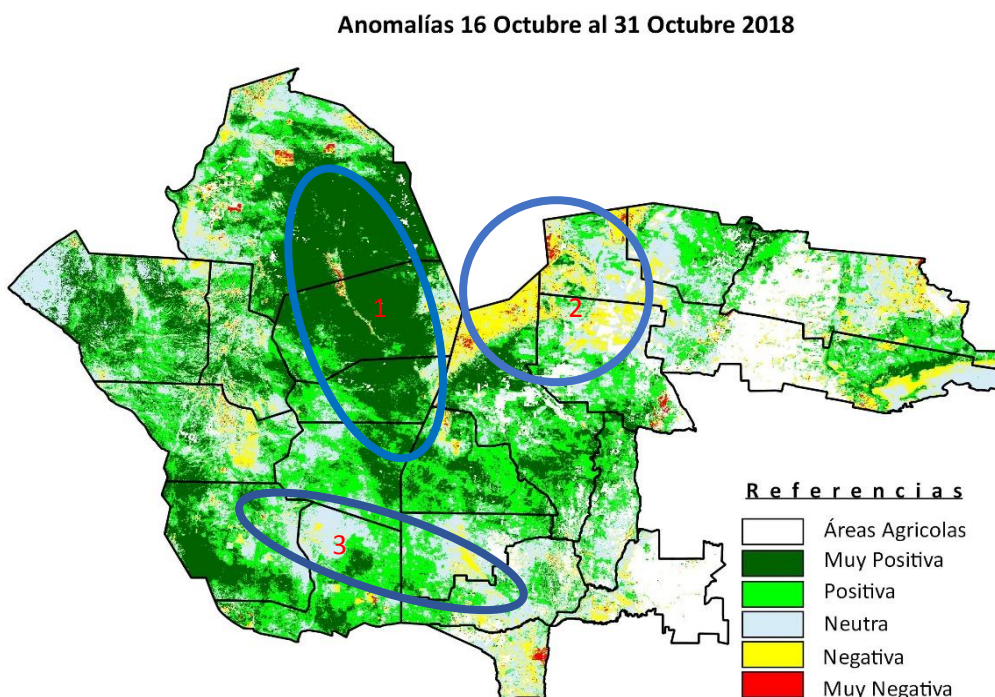 Anomalías 16 Octubre al 31 Octubre 2018
1
2
3
Referencias
Áreas Agricolas
Muy Positiva
Positiva
Neutra
Negativa
Muy Negativa